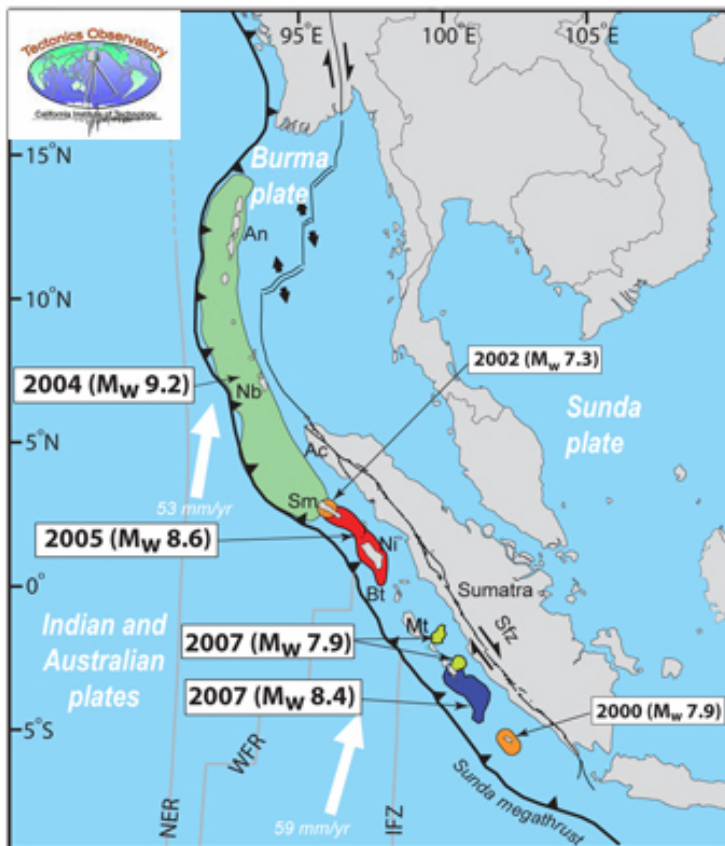 Tectonics Observatory
California Institute of Technology
95°E
100°E
105°E
15°N
Burma
plate
An
10°N
2002 (Mw 7.3)
2004 (Mw 9.2)
Nb
Sunda
plate
5°N
Ac
53 mm/yr
Sm
2005 (Mw 8.6)
Ni
0°
Bt
Sumatra
Indian and
Australian
plates
Mt
Sfz
2007 (Mw 7.9)
2007 (Mw 8.4)
2000 (Mw 7.9)
5°S
WFR
NER
59 mm/yr
IFZ
Sunda megathrust